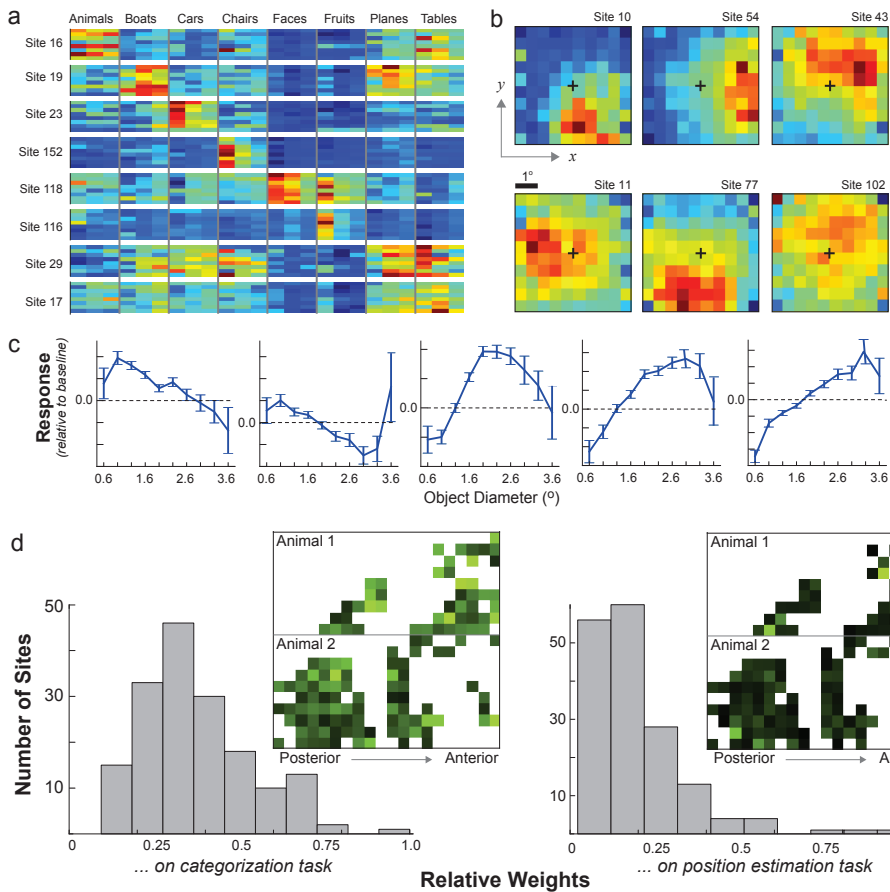 a
Animals Boats Cars Chairs Faces Fruits Planes Tables
Site 16
Site 19
Site 23
Site 152
Site 118
Site 116
Site 29
Site 17
b
Site 10
Site 54
Site 43
y
x
1°
Site 11
Site 77
Site 102
c
Response
(relative to baseline)
0.0
0.0
0.0
0.0
0.0
0.6 1.6 2.6 3.6
0.6 1.6 2.6 3.6
0.6 1.6 2.6 3.6
0.6 1.6 2.6 3.6
0.6 1.6 2.6 3.6
Object Diameter (º)
d
Number of Sites
50
30
10
0 0.25 0.5 0.75 1.0
... on categorization task
Animal 1
Animal 2
Posterior Anterior
50
30
10
0 0.25 0.5 0.75
... on position estimation task
Animal 1
Animal 2
Posterior A
Relative Weights